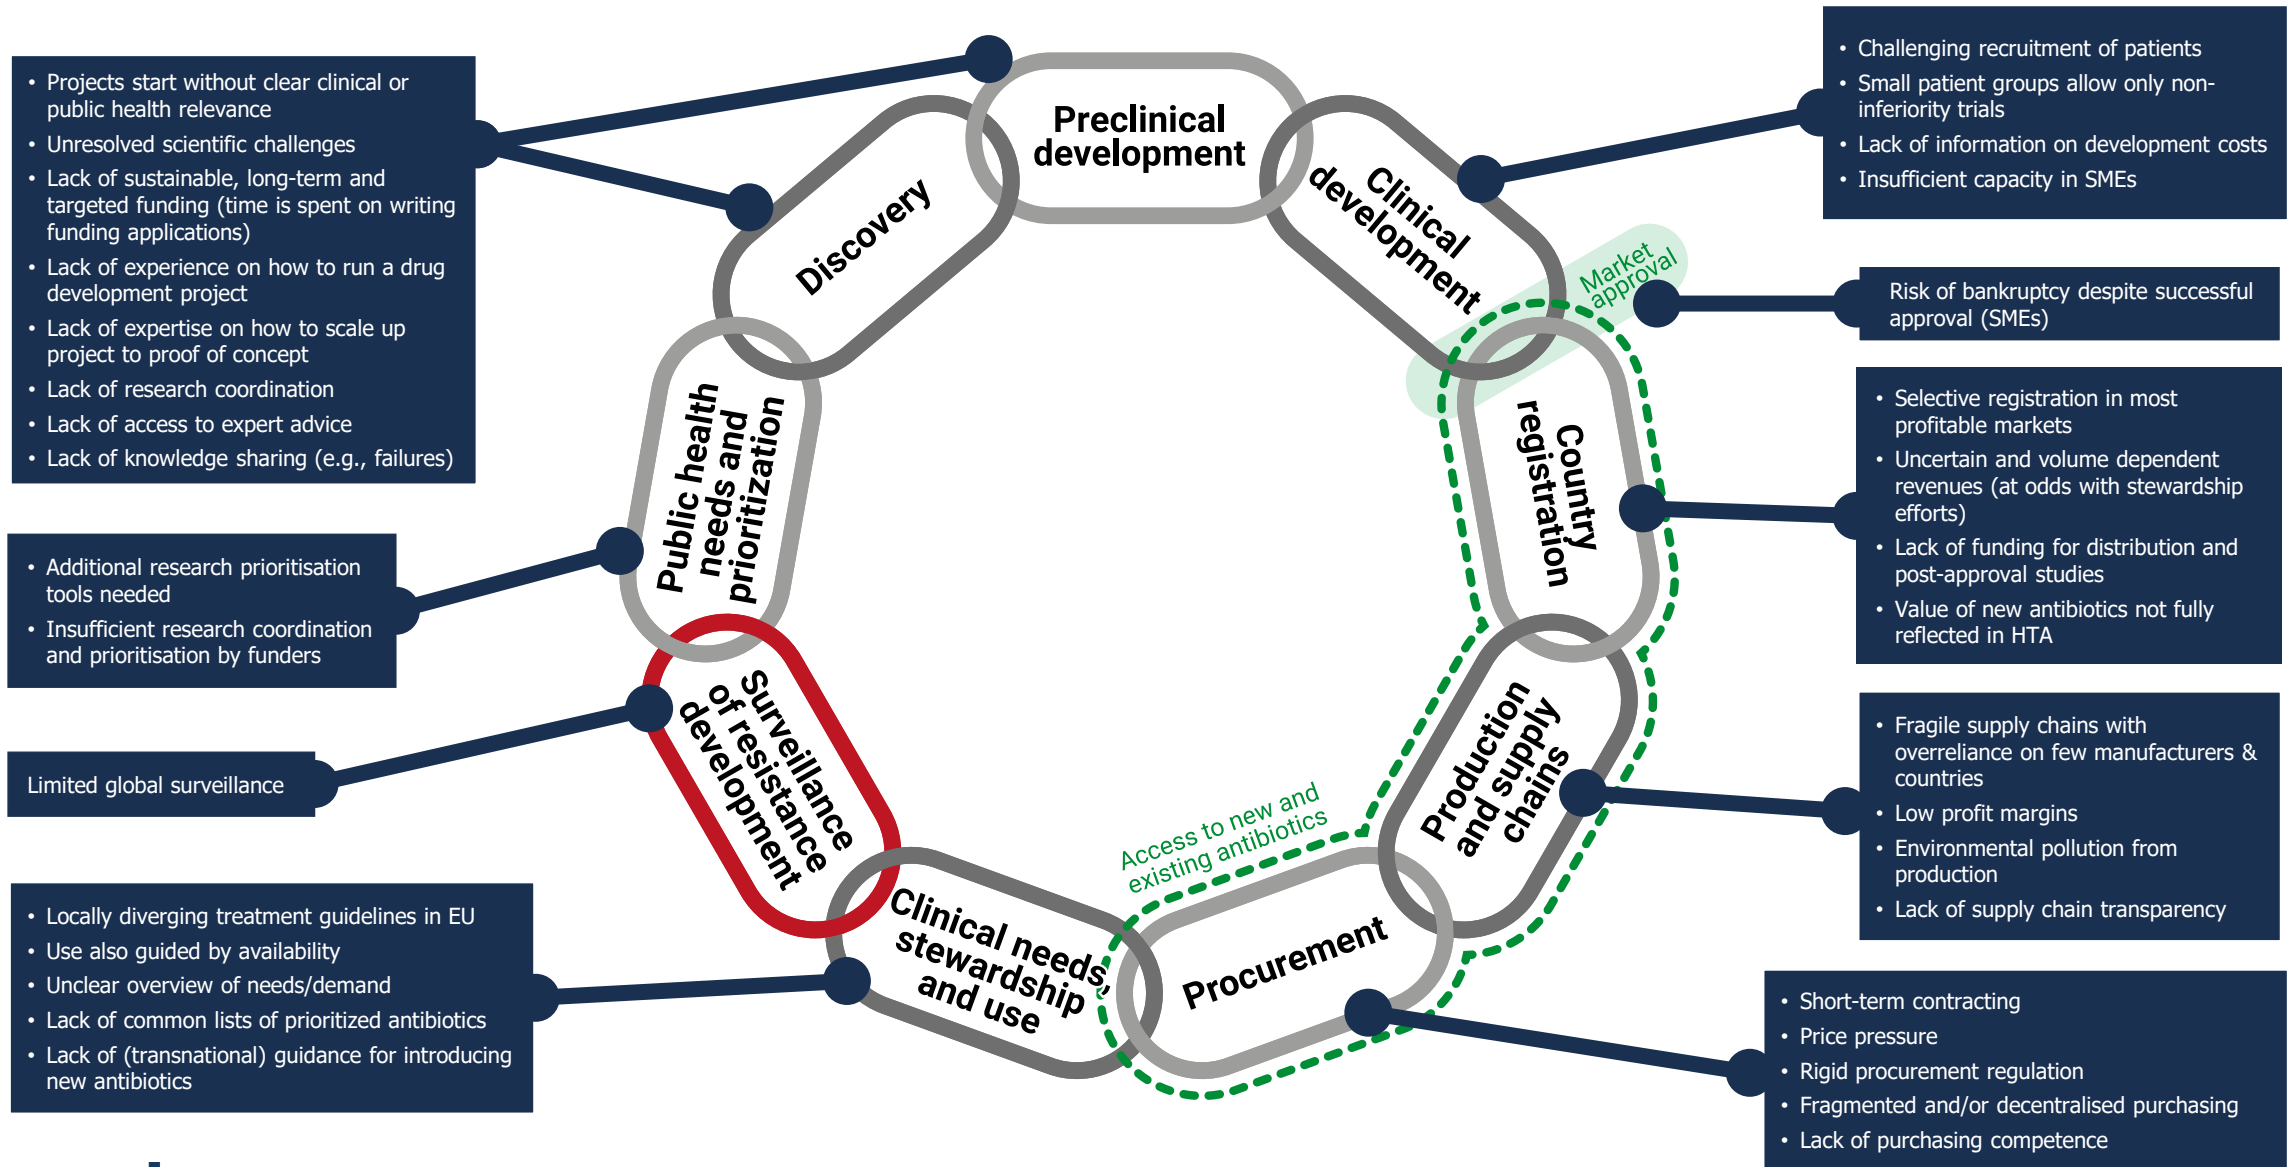 • Projects start without clear clinical or
public health relevance
• Unresolved scientific challenges
• Lack of sustainable, long-term and
targeted funding (time is spent on writing
funding applications)
• Lack of experience on how to run a drug
development project
• Lack of expertise on how to scale up
project to proof of concept
• Lack of research coordination
• Lack of access to expert advice
• Lack of knowledge sharing (e.g., failures)
• Additional research prioritisation
tools needed
• Insufficient research coordination
and prioritisation by funders
Limited global surveillance
• Locally diverging treatment guidelines in EU
• Use also guided by availability
• Unclear overview of needs/demand
• Lack of common lists of prioritized antibiotics
• Lack of (transnational) guidance for introducing
new antibiotics
Preclinical
development
Discovery
Public health
needs and
prioritization
Surveillance
of resistance
development
Clinical needs,
stewardship
and use
Procurement
Access to new and
existing antibiotics
Production
and supply
chains
Country
registration
Clinical
development
Market
approval
• Challenging recruitment of patients
• Small patient groups allow only non-
inferiority trials
• Lack of information on development costs
• Insufficient capacity in SMEs
Risk of bankruptcy despite successful
approval (SMEs)
• Selective registration in most
profitable markets
• Uncertain and volume dependent
revenues (at odds with stewardship
efforts)
• Lack of funding for distribution and
post-approval studies
• Value of new antibiotics not fully
reflected in HTA
• Fragile supply chains with
overreliance on few manufacturers &
countries
• Low profit margins
• Environmental pollution from
production
• Lack of supply chain transparency
• Short-term contracting
• Price pressure
• Rigid procurement regulation
• Fragmented and/or decentralised purchasing
• Lack of purchasing competence